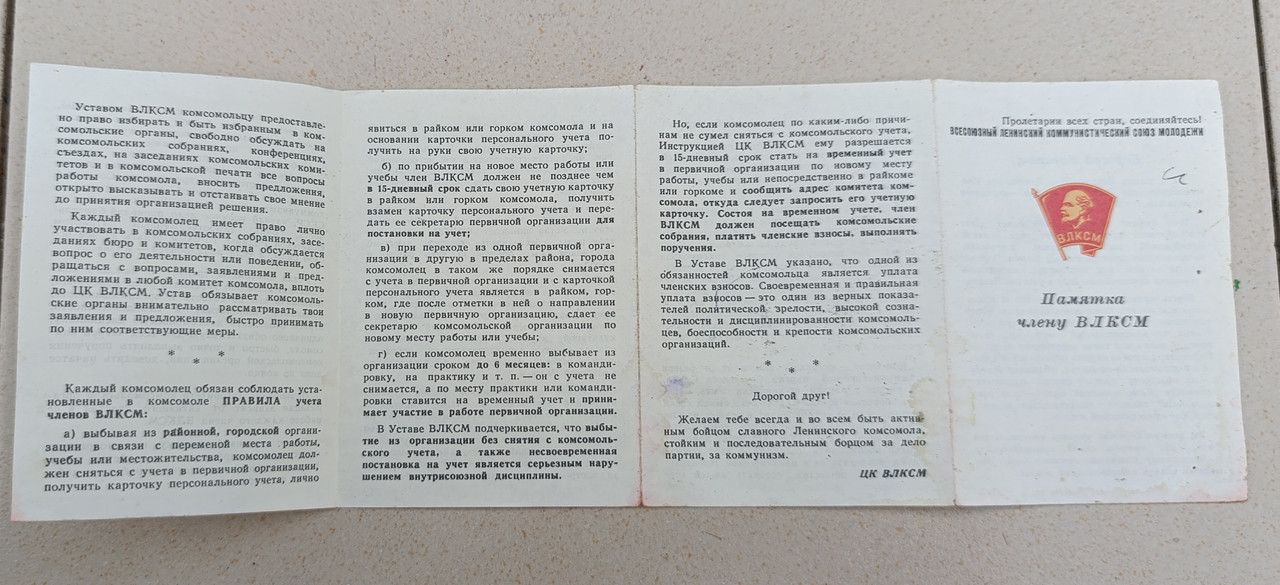 Уставом ВЛКСМ комсомольцу предоставле-
но право избирать и быть избранным в ком-
сомольские органы, свободно обсуждать на
комсомольских собраниях, конференциях,
съездах, на заседаниях комсомольских коми-
тетов и в комсомольской печати все вопросы
работы комсомола, вносить предложения,
открыто высказывать и отстаивать свое мнение
до принятия организацией решения.
Каждый комсомолец имеет право лично
участвовать в комсомольских собраниях, засе-
даниях бюро и комитетов, когда обсуждается
вопрос о его деятельности или поведении, об-
ращаться с вопросами, заявлениями и пред-
ложениями в любой комитет комсомола, вплоть
до ЦК ВЛКСМ. Устав обязывает комсомоль-
ские органы внимательно рассматривать твои
заявления и предложения, быстро принимать
по ним соответствующие меры.
* * *
Каждый комсомолец обязан соблюдать уста-
новленные в комсомоле ПРАВИЛА учета
членов ВЛКСМ:
а) выбывая из районной, городской органи-
зации в связи с переменой места работы,
учебы или местожительства, комсомолец дол-
жен сняться с учета в первичной организации,
получить карточку персонального учета, лично
явиться в райком или горком комсомола и на
основании карточки персонального учета по-
лучить на руки свою учетную карточку;
б) по прибытии на новое место работы или
учебы член ВЛКСМ должен не позднее чем
в 15-дневный срок сдать свою учетную карточку
в райком или горком комсомола, получить
взамен карточку персонального учета и пере-
дать ее секретарю первичной организации для
постановки на учет;
в) при переходе из одной первичной орга-
низации в другую в пределах района, города
комсомолец в таком же порядке снимается
с учета в первичной организации и с карточкой
персонального учета является в райком, гор-
ком, где после отметки в ней о направлении
в новую первичную организацию, сдает ее
секретарю комсомольской организации по
новому месту работы или учебы;
г) если комсомолец временно выбывает из
организации сроком до 6 месяцев: в команди-
ровку, на практику и т. п. — он с учета не
снимается, а по месту практики или команди-
ровки ставится на временный учет и прини-
мает участие в работе первичной организации.
В Уставе ВЛКСМ подчеркивается, что выбы-
тие из организации без снятия с комсомоль-
ского учета, а также несвоевременная
постановка на учет является серьезным нару-
шением внутрисоюзной дисциплины.
Но, если комсомолец по каким-либо причи-
нам не сумел сняться с комсомольского учета,
Инструкцией ЦК ВЛКСМ ему разрешается
в 15-дневный срок стать на временный учет
в первичной организации по новому месту
работы, учебы или непосредственно в райкоме
или горкоме и сообщить адрес комитета ком-
сомола, откуда следует запросить его учетную
карточку. Состоя на временном учете, член
ВЛКСМ должен посещать комсомольские
собрания, платить членские взносы, выполнять
поручения.
В Уставе ВЛКСМ указано, что одной из
обязанностей комсомольца является уплата
членских взносов. Своевременная и правильная
уплата взносов — это один из верных показа-
телей политической зрелости, высокой созна-
тельности и дисциплинированности комсомоль-
цев, боеспособности и крепости комсомольских
организаций.
* * *
Дорогой друг!
Желаем тебе всегда и во всем быть актив-
ным бойцом славного Ленинского комсомола,
стойким и последовательным борцом за дело
партии, за коммунизм.
ЦК ВЛКСМ
Пролетарии всех стран, соединяйтесь!
ВСЕСОЮЗНЫЙ ЛЕНИНСКИЙ КОММУНИСТИЧЕСКИЙ СОЮЗ МОЛОДЕЖИ
ВЛКСМ
Памятка
члену ВЛКСМ